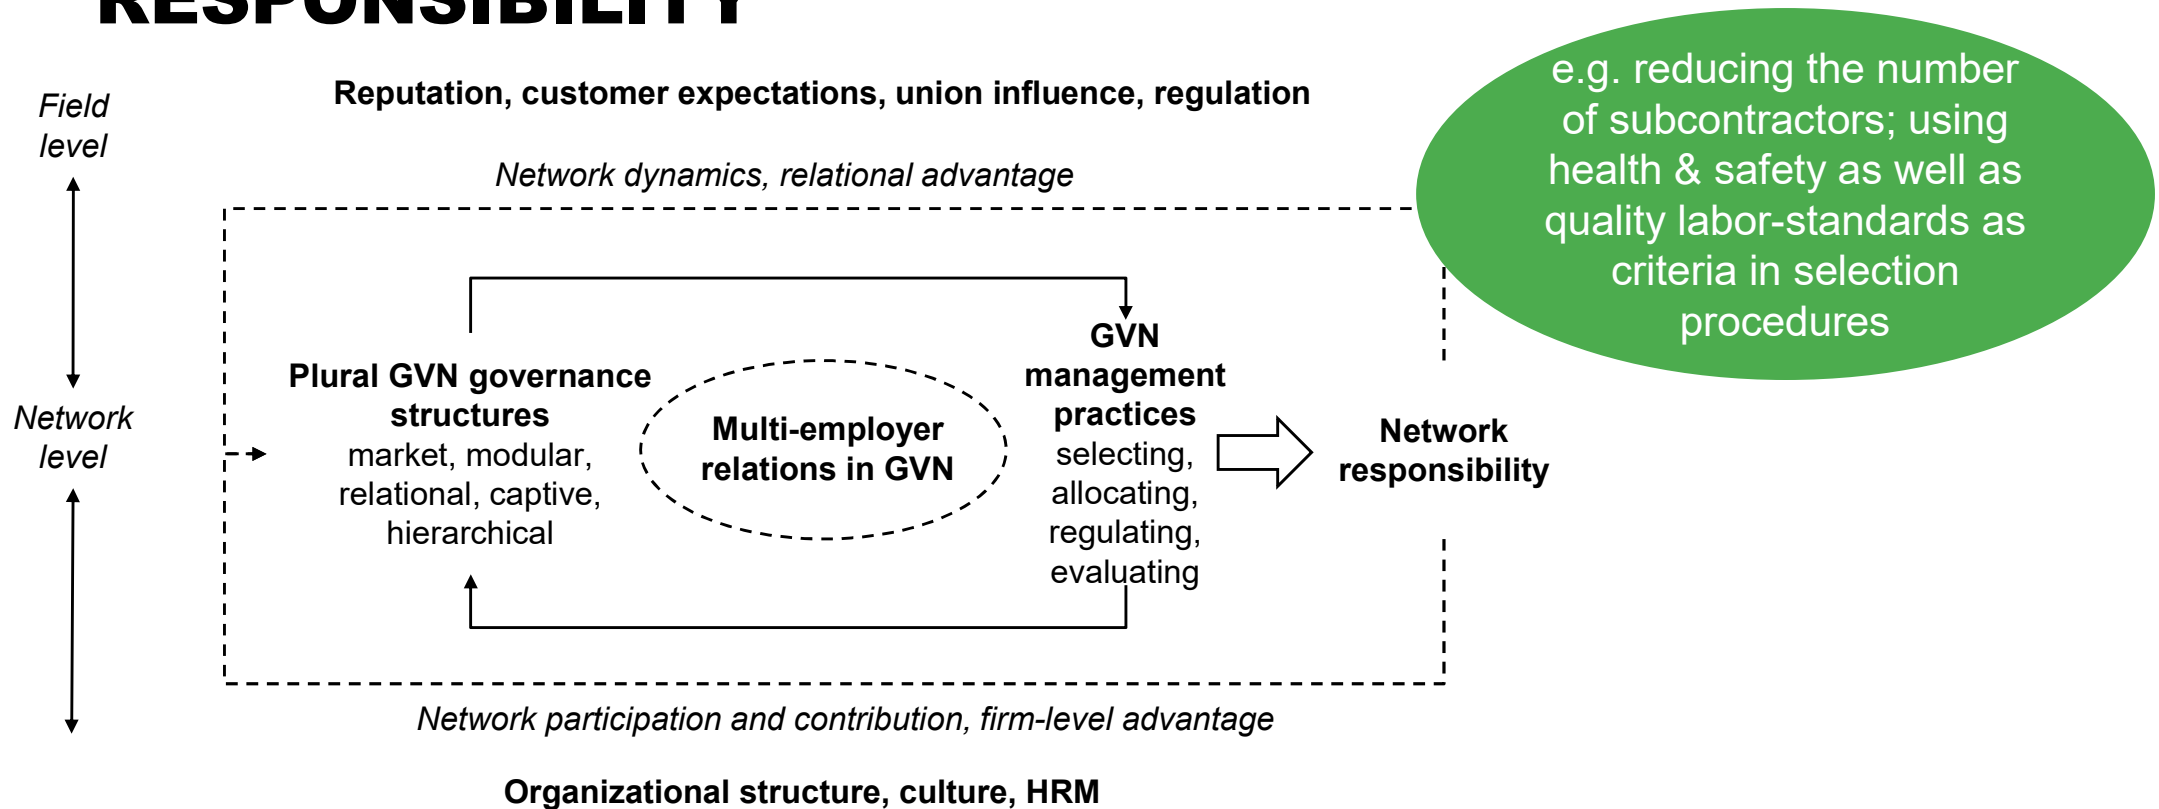 RESPONSIBILITY
Field
level
Reputation, customer expectations, union influence, regulation
e.g. reducing the number
of subcontractors; using
health & safety as well as
quality labor-standards as
criteria in selection
procedures
Network dynamics, relational advantage
Network
level
Plural GVN governance
structures
market, modular,
relational, captive,
hierarchical
Multi-employer
relations in GVN
GVN
management
practices
selecting,
allocating,
regulating,
evaluating
Network
responsibility
Network participation and contribution, firm-level advantage
Organizational structure, culture, HRM